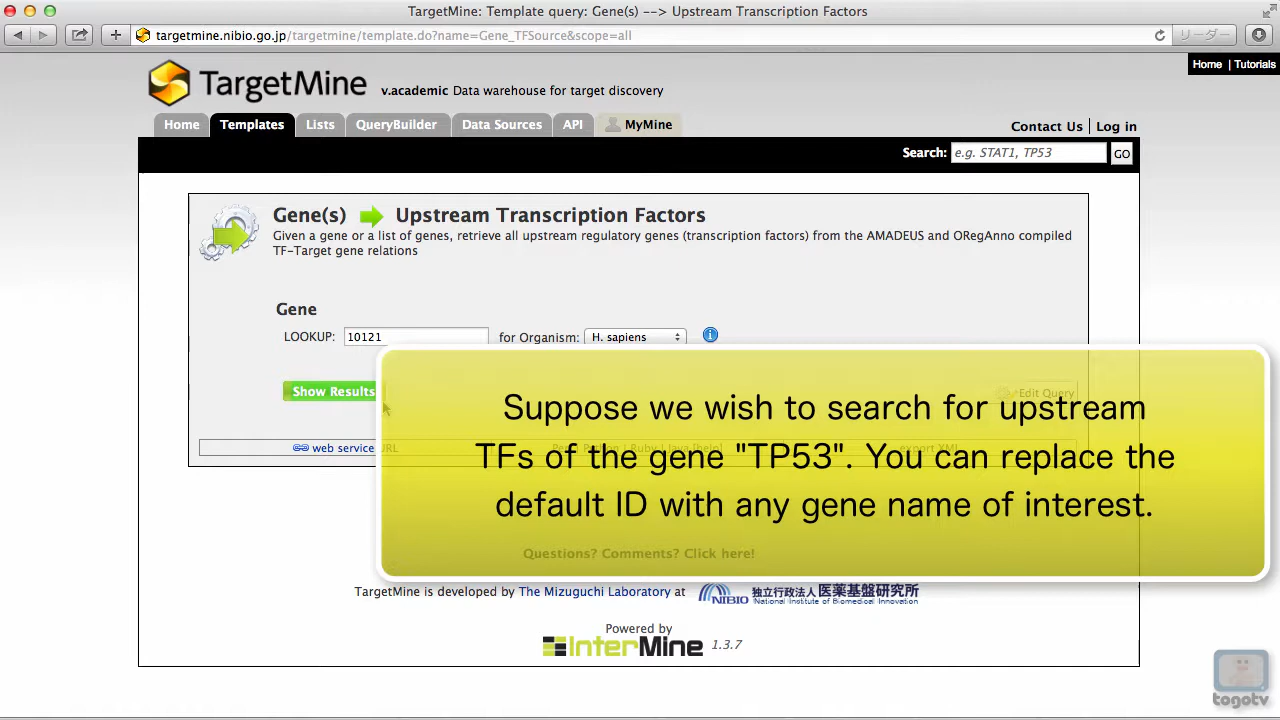 TargetMine: Template query: Gene(s) --> Upstream Transcription Factors
targetmine.nibio.go.jp/targetmine/template.do?name=Gene_TFSource&scope=all
リーダー
Home | Tutorials
TargetMine v.academic Data warehouse for target discovery
Home Templates Lists QueryBuilder Data Sources API MyMine
Contact Us | Log in
Search: e.g. STAT1, TP53 GO
Gene(s) Upstream Transcription Factors
Given a gene or a list of genes, retrieve all upstream regulatory genes (transcription factors) from the AMADEUS and ORegAnno compiled
TF-Target gene relations
Gene
LOOKUP: 10121 for Organism: H. sapiens
Show Results
Edit Query
web service URL
export XML
Suppose we wish to search for upstream
TFs of the gene "TP53". You can replace the
default ID with any gene name of interest.
Questions? Comments? Click here!
TargetMine is developed by The Mizuguchi Laboratory at NIBIO 独立行政法人医薬基盤研究所
National Institute of Biomedical Innovation
Powered by
InterMine 1.3.7
togotv